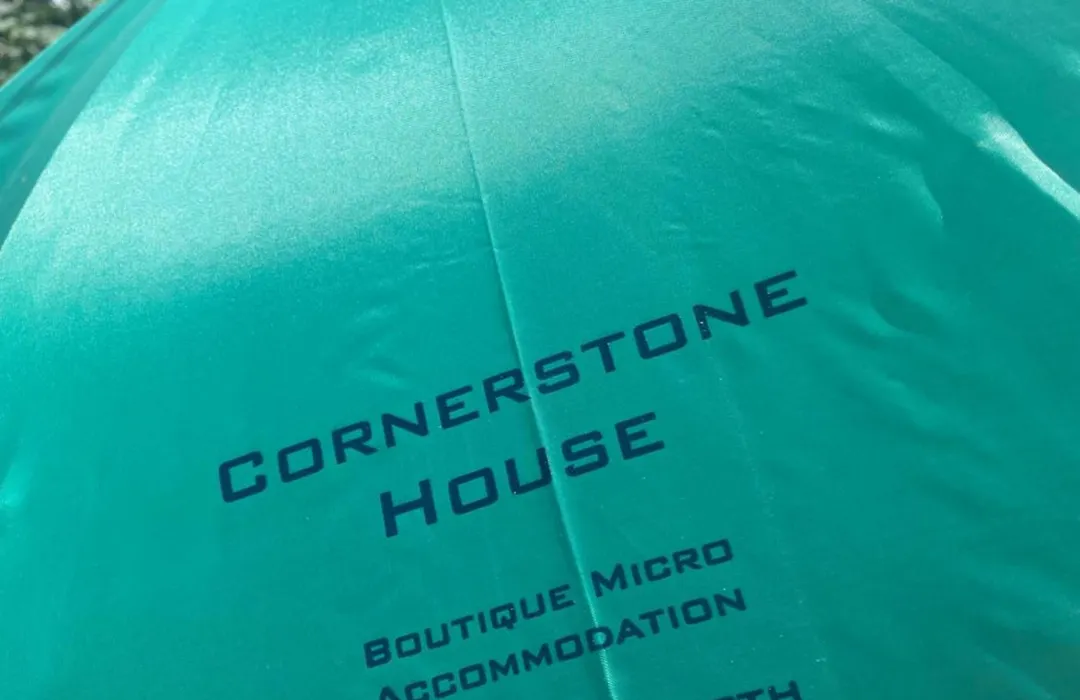 Cornerstone
House
Boutique Micro
Accommodation